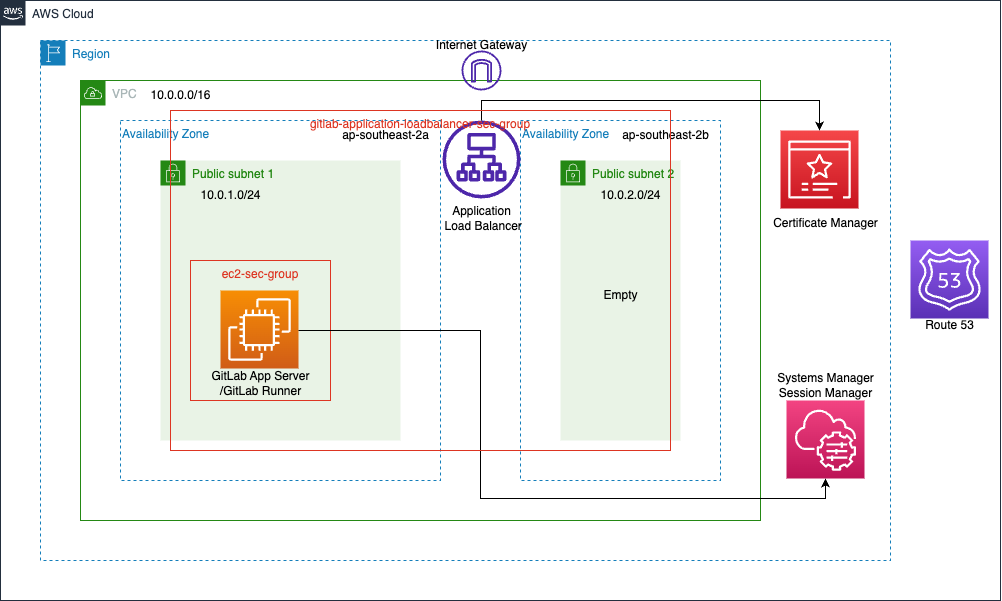 aws
AWS Cloud
Region
Internet Gateway
VPC
10.0.0.0/16
gitlab-application-loadbalancer-sec-group
Availability Zone
ap-southeast-2a
Availability Zone
ap-southeast-2b
Public subnet 1
10.0.1.0/24
Public subnet 2
10.0.2.0/24
Application
Load Balancer
Certificate Manager
ec2-sec-group
Empty
53
Route 53
GitLab App Server
/GitLab Runner
Systems Manager
Session Manager